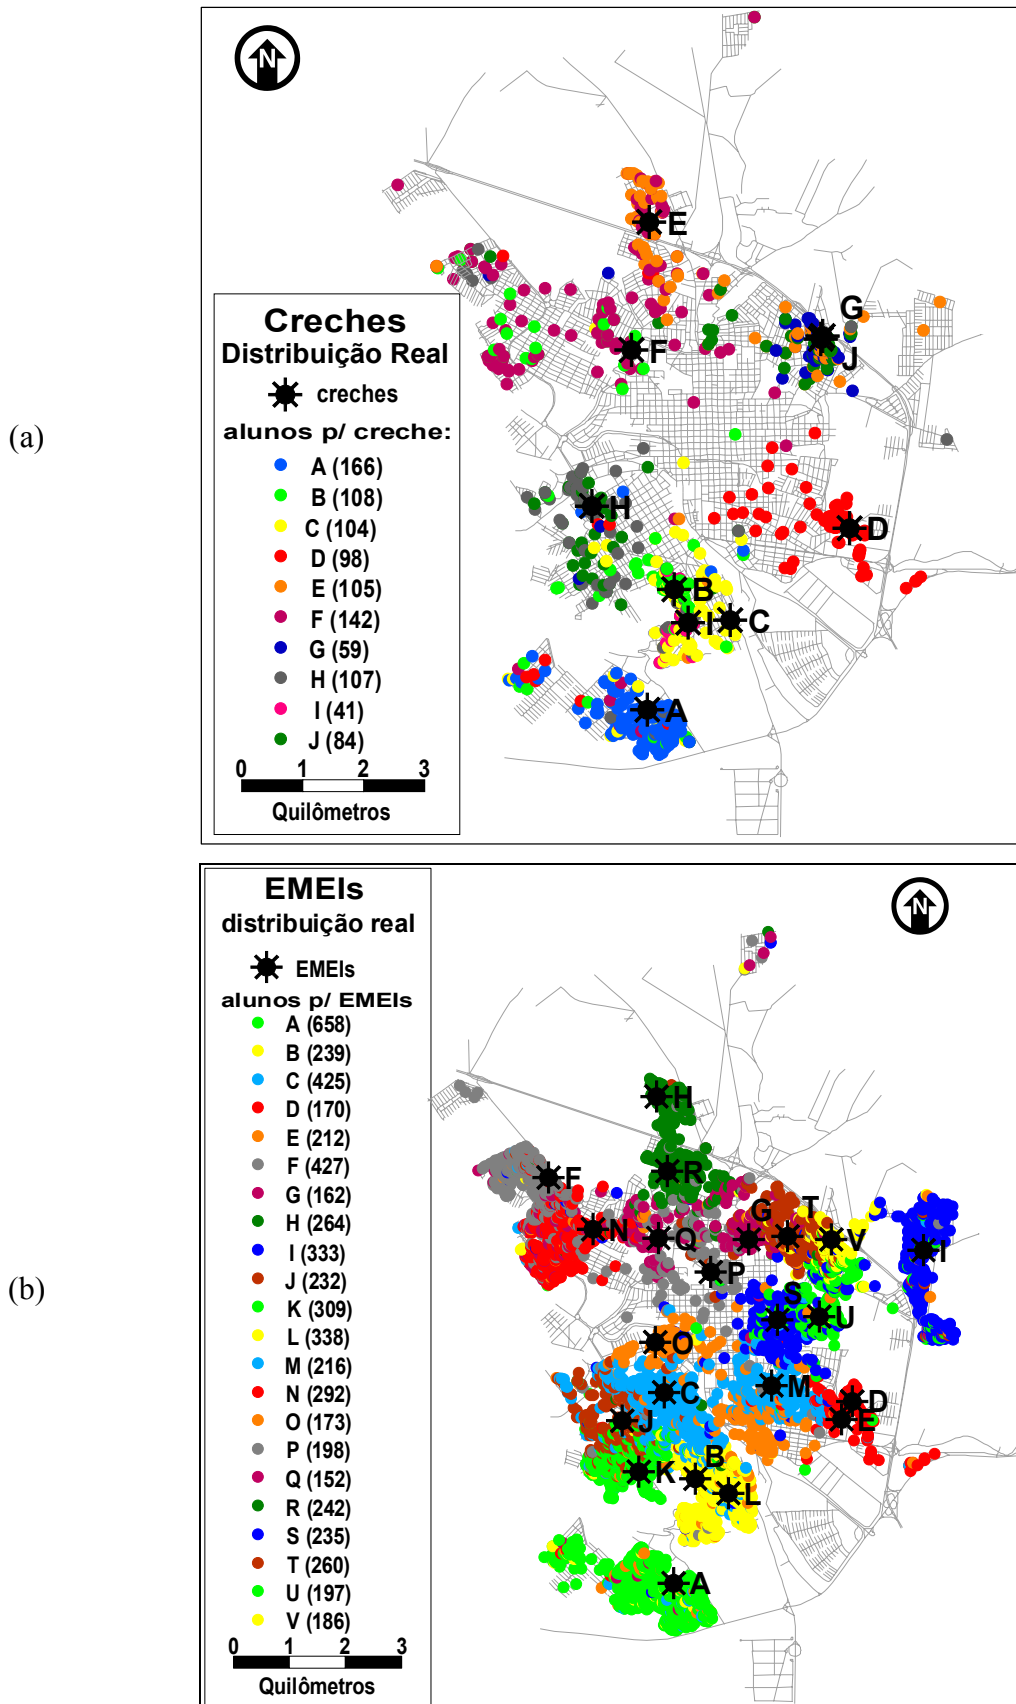 (a)
N
Creches
Distribuição Real
creches
alunos p/ creche:
A (166)
B (108)
C (104)
D (98)
E (105)
F (142)
G (59)
H (107)
I (41)
J (84)
0 1 2 3
Quilômetros
E
G
F
J
H
D
B
I
C
A
(b)
EMEIs
distribuição real
EMEIs
alunos p/ EMEIs
A (658)
B (239)
C (425)
D (170)
E (212)
F (427)
G (162)
H (264)
I (333)
J (232)
K (309)
L (338)
M (216)
N (292)
O (173)
P (198)
Q (152)
R (242)
S (235)
T (260)
U (197)
V (186)
0 1 2 3
Quilômetros
N
H
R
F
N
Q
G
T
V
I
P
S
U
O
C
M
D
J
E
K
B
L
A